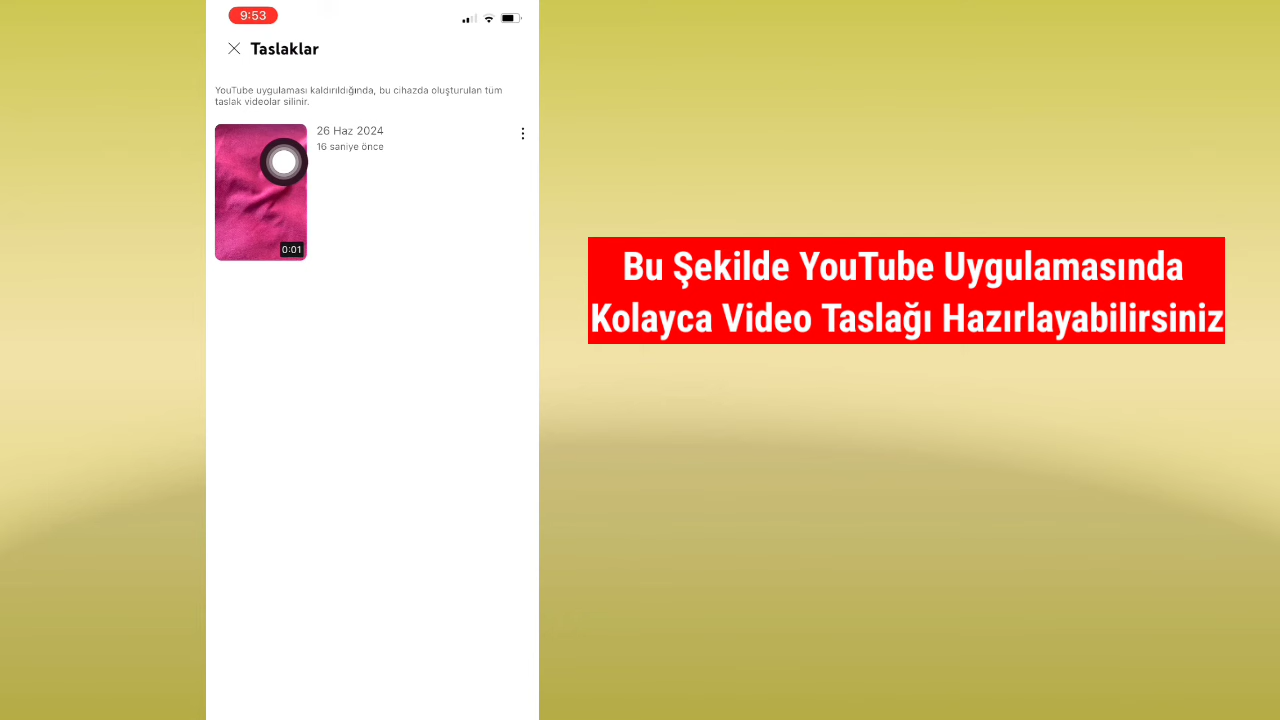 9:53
Taslaklar
YouTube uygulaması kaldırıldığında, bu cihazda oluşturulan tüm
taslak videolar silinir.
26 Haz 2024
16 saniye önce
0:01
Bu Şekilde YouTube Uygulamasında
Kolayca Video Taslağı Hazırlayabilirsiniz